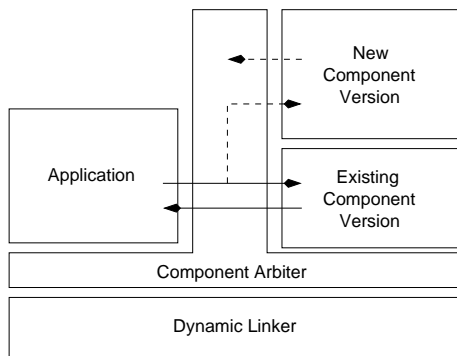 New
Component
Version
Application
Existing
Component
Version
Component Arbiter
Dynamic Linker